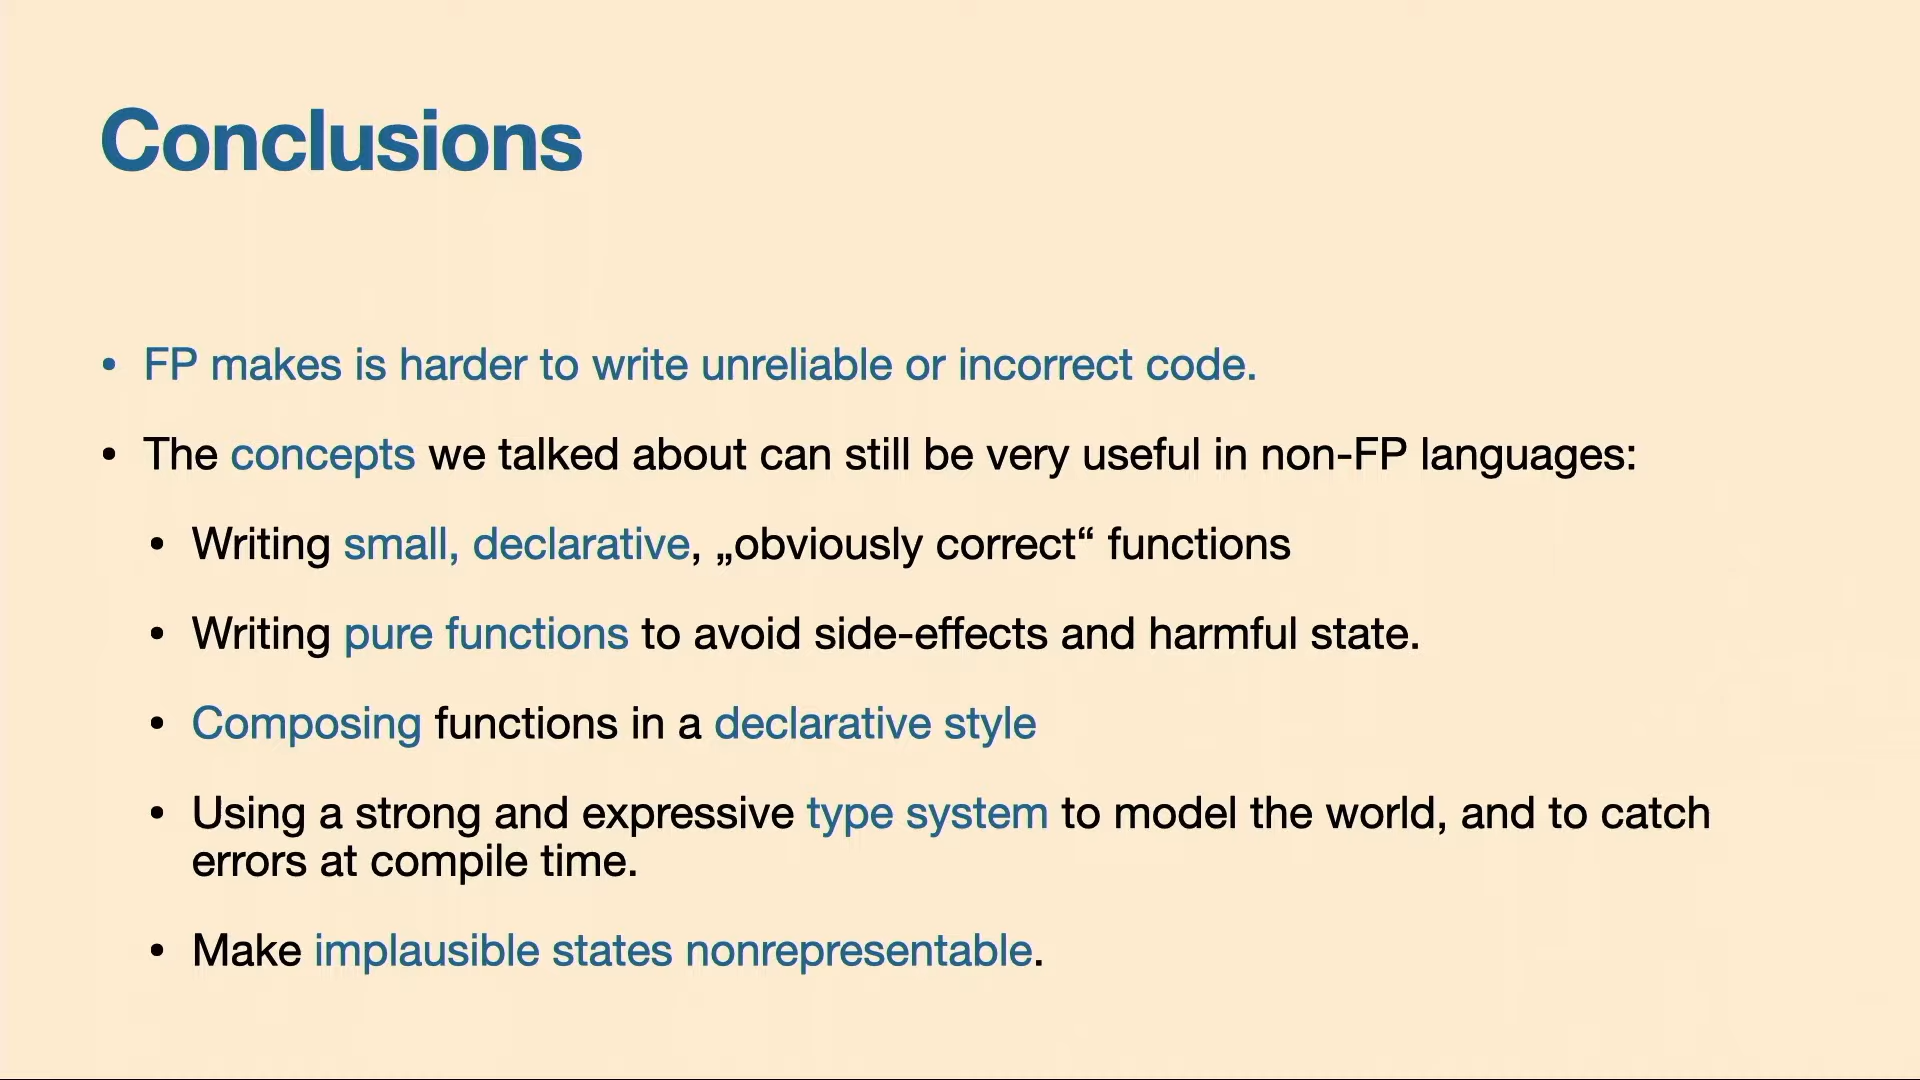 Conclusions
• FP makes is harder to write unreliable or incorrect code.
• The concepts we talked about can still be very useful in non-FP languages:
• Writing small, declarative, „obviously correct“ functions
• Writing pure functions to avoid side-effects and harmful state.
• Composing functions in a declarative style
• Using a strong and expressive type system to model the world, and to catch
errors at compile time.
• Make implausible states nonrepresentable.